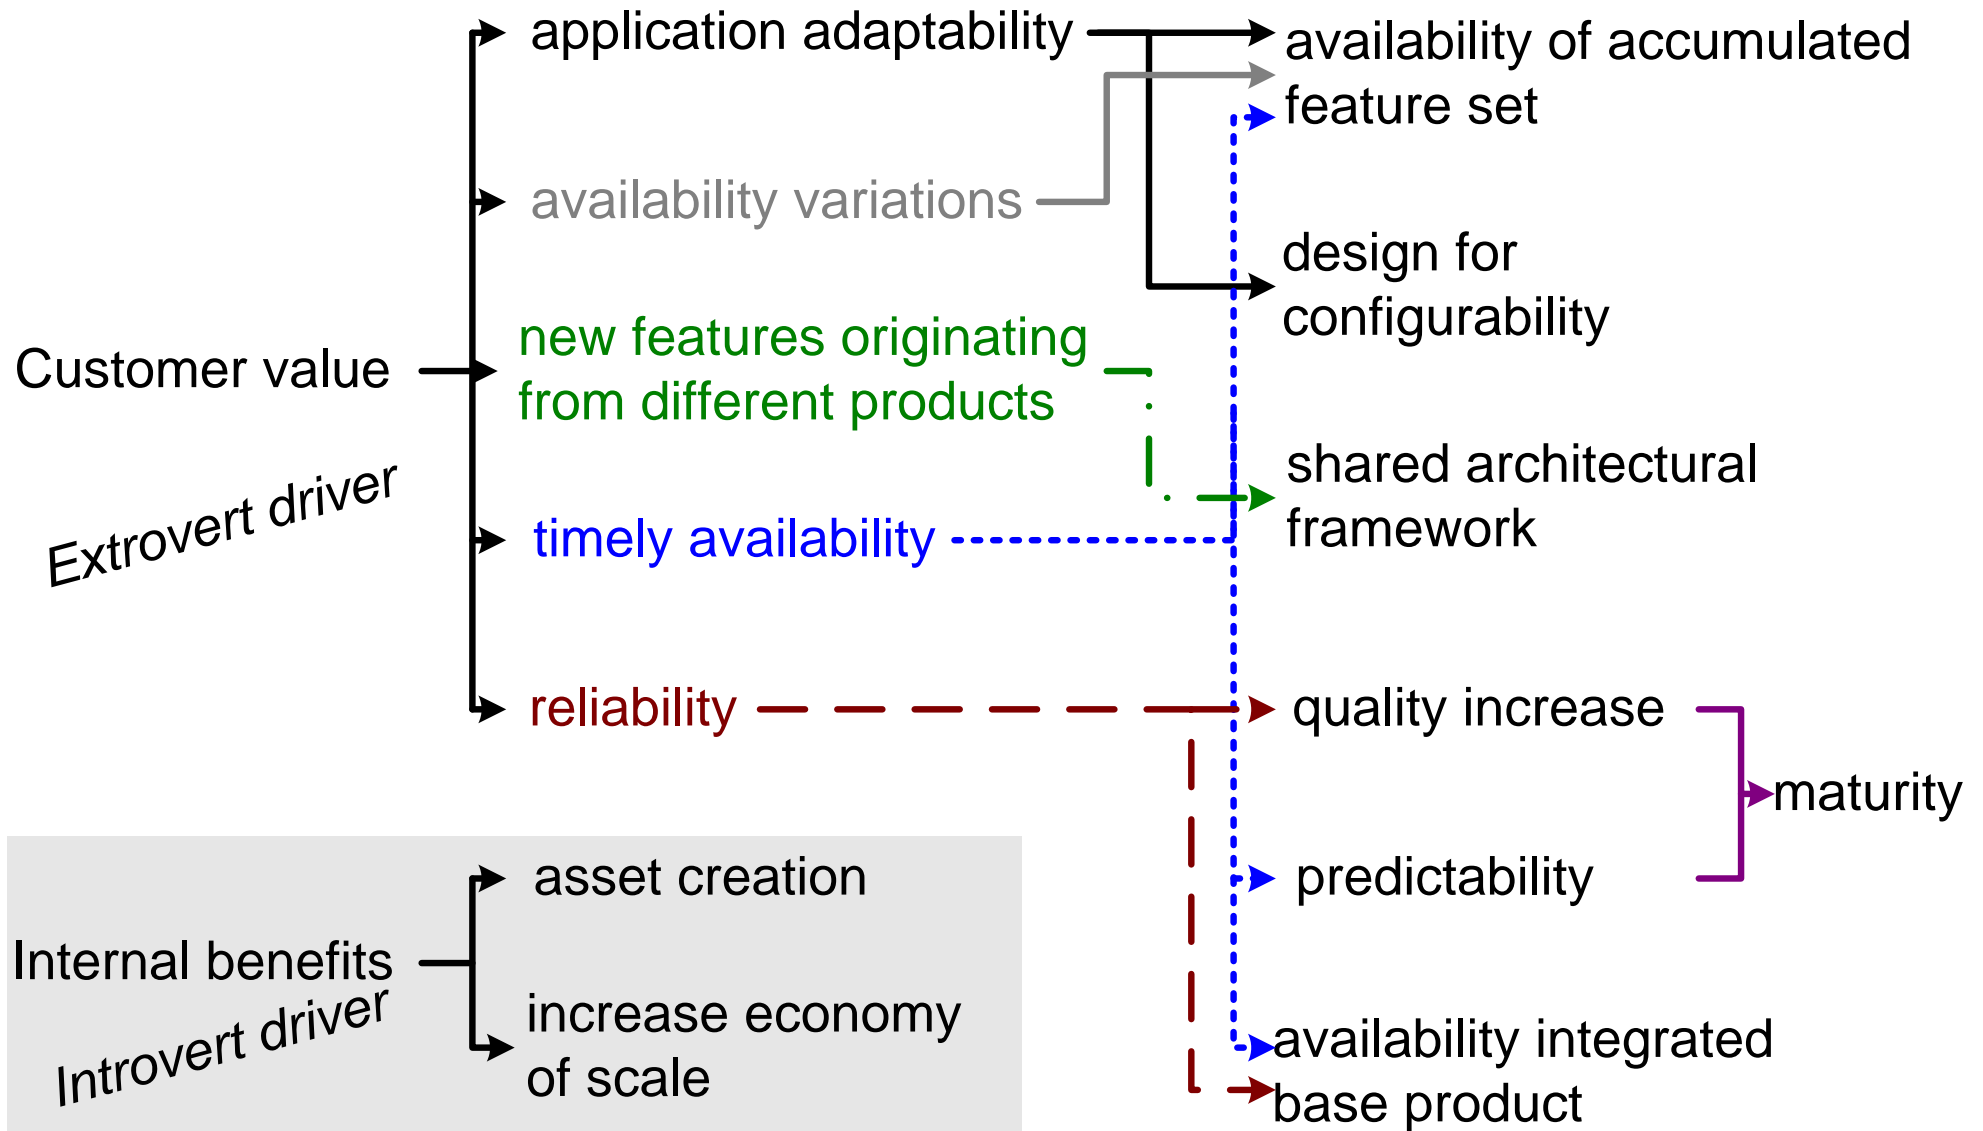 application adaptability
availability of accumulated
feature set
availability variations
design for
configurability
new features originating
from different products
Customer value
shared architectural
framework
Extrovert driver
timely availability
reliability
quality increase
maturity
asset creation
predictability
Internal benefits
Introvert driver
increase economy
of scale
availability integrated
base product